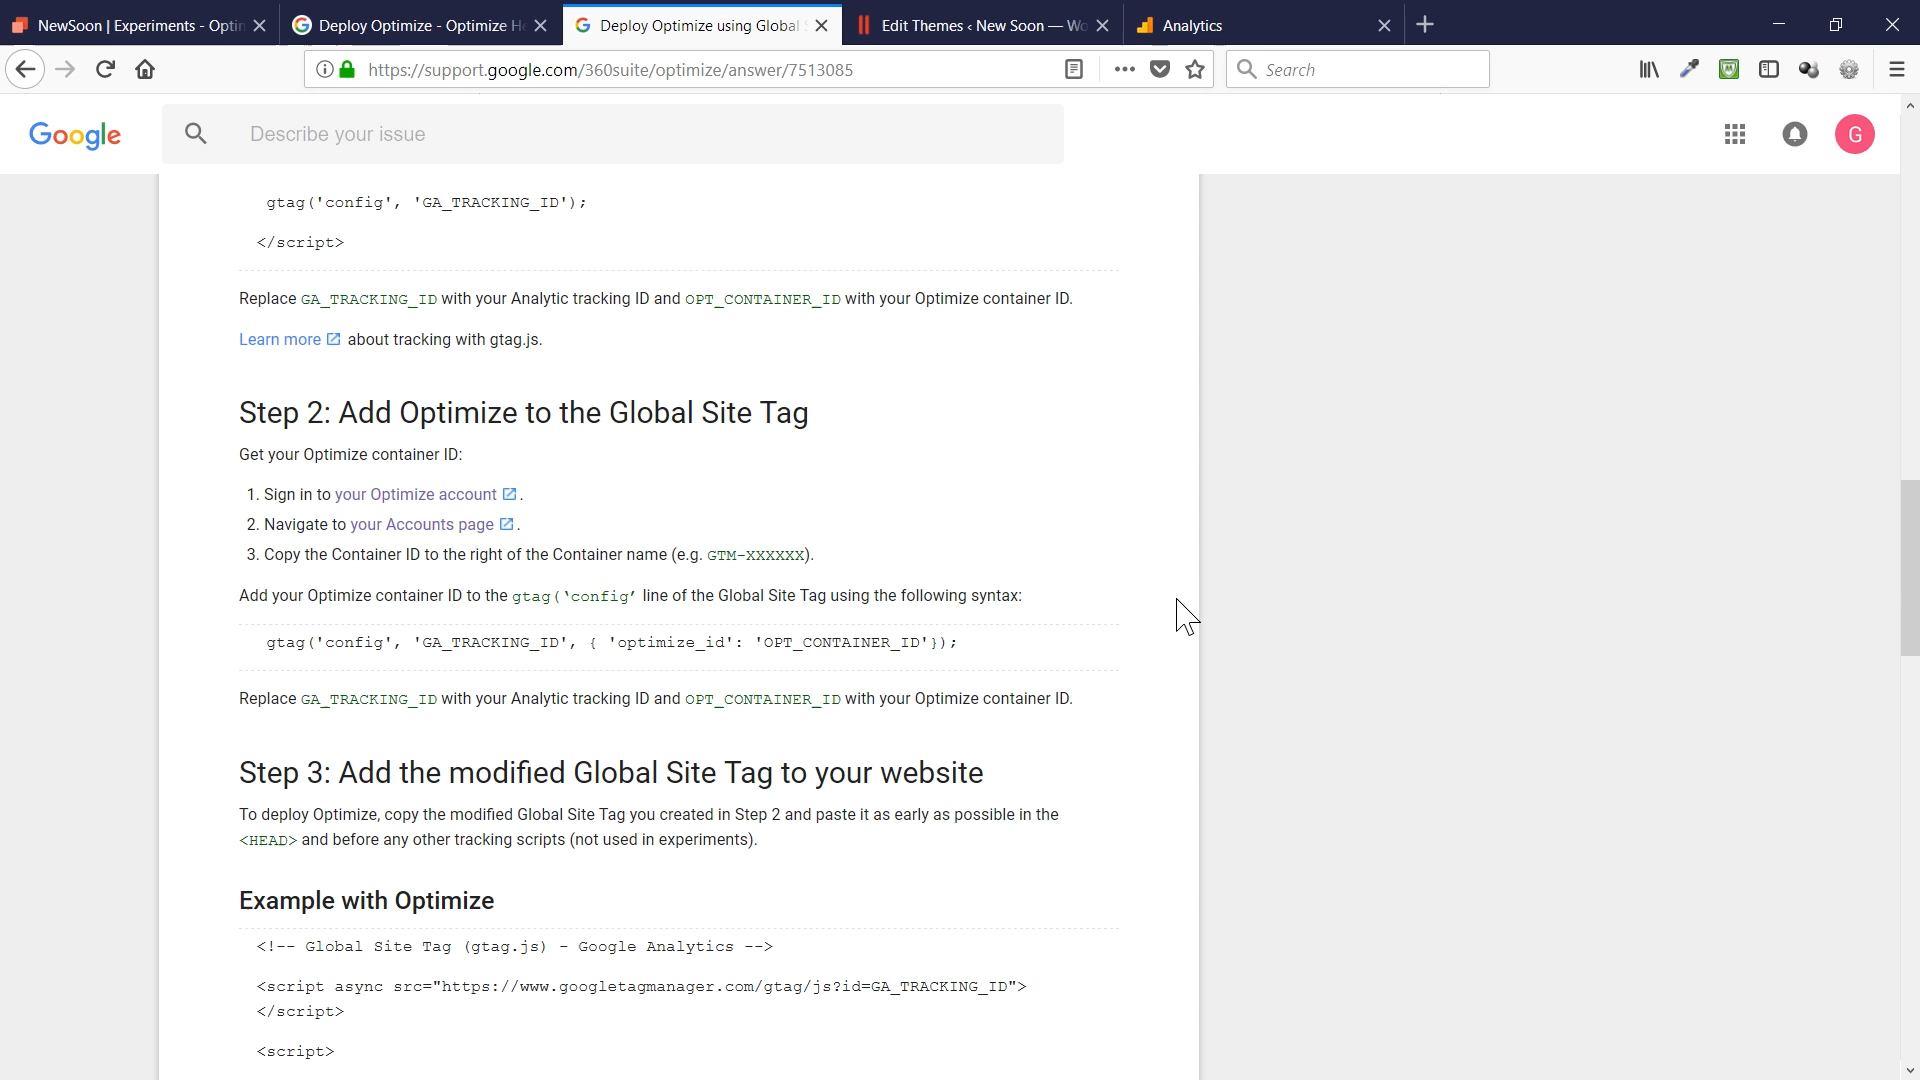 NewSoon | Experiments - Optim
Deploy Optimize - Optimize He
Deploy Optimize using Global S
Edit Themes ‹ New Soon — Wo
Analytics
https://support.google.com/360suite/optimize/answer/7513085
Search
Google
Describe your issue
G
gtag('config', 'GA_TRACKING_ID');
</script>
Replace GA_TRACKING_ID with your Analytic tracking ID and OPT_CONTAINER_ID with your Optimize container ID.
Learn more about tracking with gtag.js.
Step 2: Add Optimize to the Global Site Tag
Get your Optimize container ID:
1. Sign in to your Optimize account .
2. Navigate to your Accounts page .
3. Copy the Container ID to the right of the Container name (e.g. GTM-XXXXXX).
Add your Optimize container ID to the gtag(‘config’ line of the Global Site Tag using the following syntax:
gtag('config', 'GA_TRACKING_ID', { 'optimize_id': 'OPT_CONTAINER_ID'});
Replace GA_TRACKING_ID with your Analytic tracking ID and OPT_CONTAINER_ID with your Optimize container ID.
Step 3: Add the modified Global Site Tag to your website
To deploy Optimize, copy the modified Global Site Tag you created in Step 2 and paste it as early as possible in the
<HEAD> and before any other tracking scripts (not used in experiments).
Example with Optimize
<!-- Global Site Tag (gtag.js) - Google Analytics -->
<script async src="https://www.googletagmanager.com/gtag/js?id=GA_TRACKING_ID">
</script>
<script>